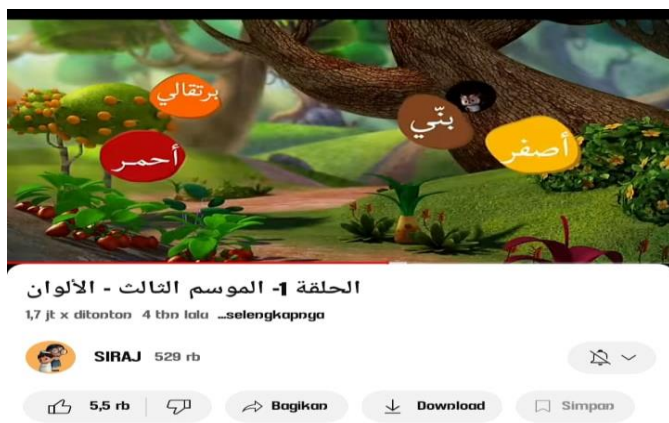 برتقالي
أحمر
بنّي
أصفر
الحلقة 1- الموسم الثالث - الألوان
1,7 jt x ditonton 4 thn lalu ...selengkapnya
SIRAJ 529 rb
5,5 rb Bagikan Download Simpan